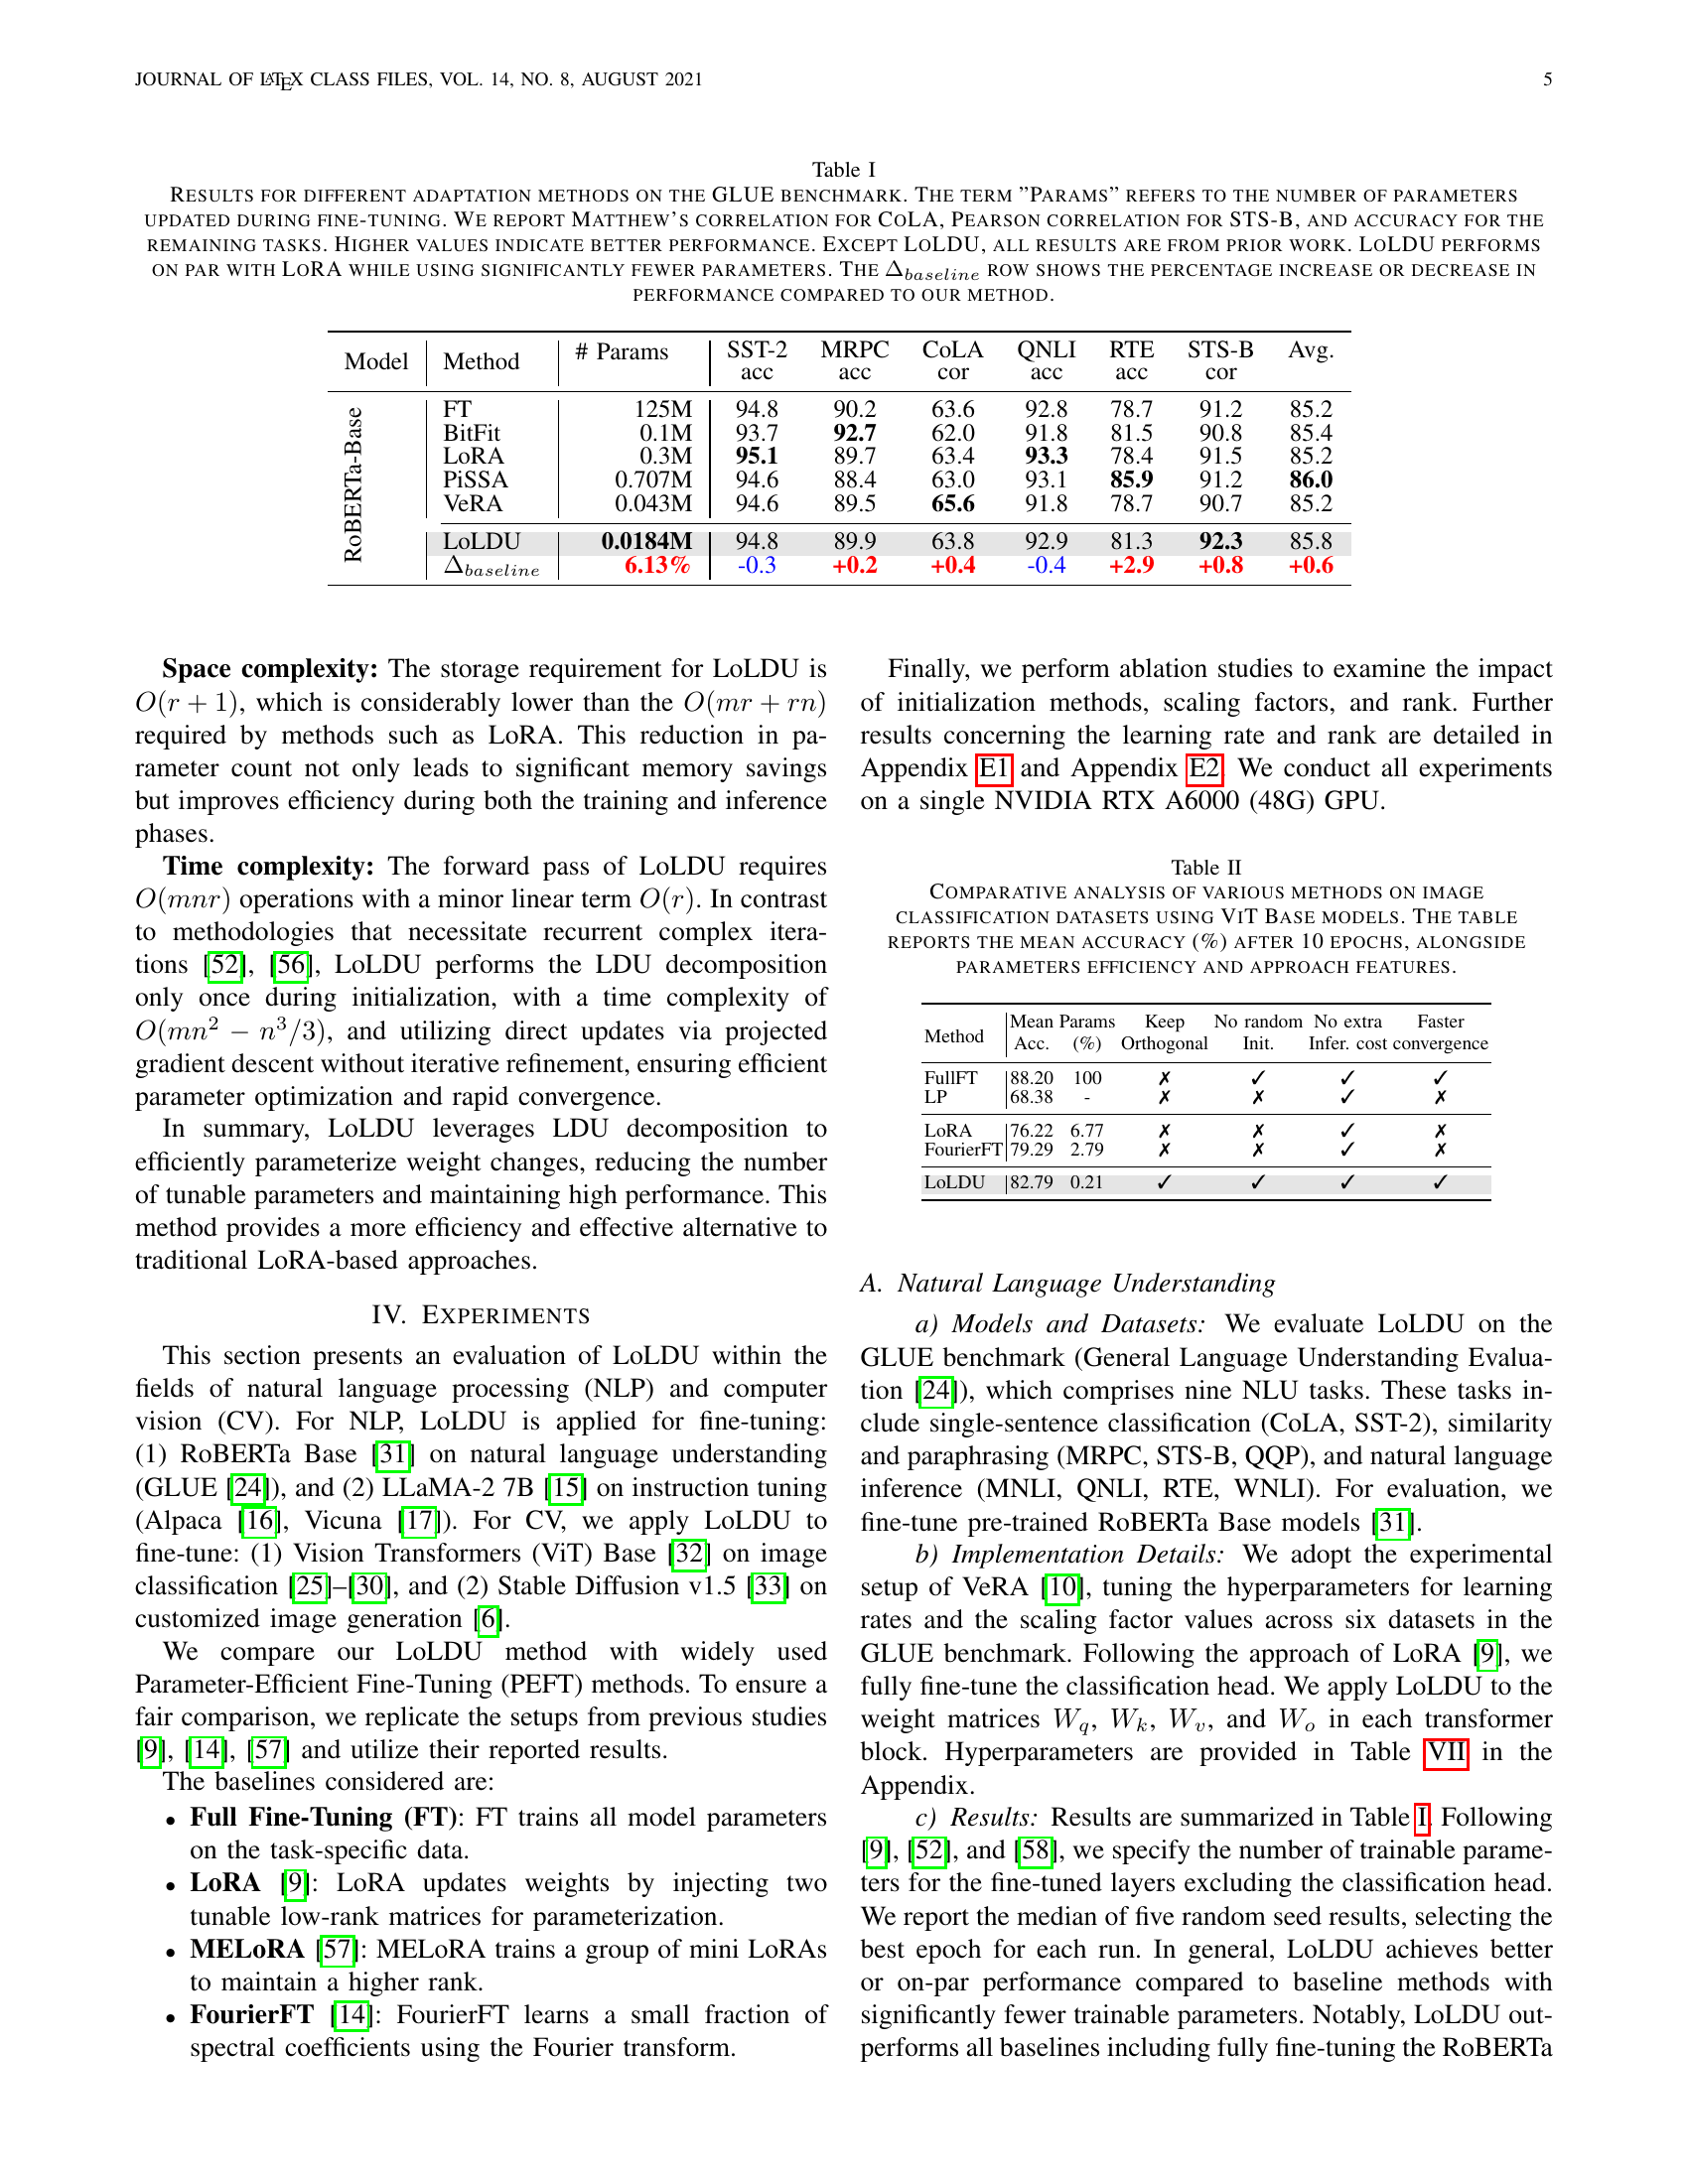 JOURNAL OF LATEX CLASS FILES, VOL. 14, NO. 8, AUGUST 2021 5
Table I
RESULTS FOR DIFFERENT ADAPTATION METHODS ON THE GLUE BENCHMARK. THE TERM ”PARAMS” REFERS TO THE NUMBER OF PARAMETERS
UPDATED DURING FINE-TUNING. WE REPORT MATTHEW'S CORRELATION FOR COLA, PEARSON CORRELATION FOR STS-B, AND ACCURACY FOR THE
REMAINING TASKS. HIGHER VALUES INDICATE BETTER PERFORMANCE. EXCEPT LOLDU, ALL RESULTS ARE FROM PRIOR WORK. LOLDU PERFORMS
ON PAR WITH LORA WHILE USING SIGNIFICANTLY FEWER PARAMETERS. THE Δbaseline ROW SHOWS THE PERCENTAGE INCREASE OR DECREASE IN
PERFORMANCE COMPARED TO OUR METHOD.
Model Method # Params SST-2 MRPC CoLA QNLI RTE STS-B Avg.
acc acc cor acc acc cor
RoBERTa-Base
FT 125M 94.8 90.2 63.6 92.8 78.7 91.2 85.2
BitFit 0.1M 93.7 92.7 62.0 91.8 81.5 90.8 85.4
LoRA 0.3M 95.1 89.7 63.4 93.3 78.4 91.5 85.2
PiSSA 0.707M 94.6 88.4 63.0 93.1 85.9 91.2 86.0
VeRA 0.043M 94.6 89.5 65.6 91.8 78.7 90.7 85.2
LoLDU 0.0184M 94.8 89.9 63.8 92.9 81.3 92.3 85.8
Δbaseline 6.13% -0.3 +0.2 +0.4 -0.4 +2.9 +0.8 +0.6
Space complexity: The storage requirement for LoLDU is
O(r + 1), which is considerably lower than the O(mr + rn)
required by methods such as LoRA. This reduction in pa-
rameter count not only leads to significant memory savings
but improves efficiency during both the training and inference
phases.
Time complexity: The forward pass of LoLDU requires
O(mnr) operations with a minor linear term O(r). In contrast
to methodologies that necessitate recurrent complex itera-
tions [52], [56], LoLDU performs the LDU decomposition
only once during initialization, with a time complexity of
O(mn² − n³/3), and utilizing direct updates via projected
gradient descent without iterative refinement, ensuring efficient
parameter optimization and rapid convergence.
In summary, LoLDU leverages LDU decomposition to
efficiently parameterize weight changes, reducing the number
of tunable parameters and maintaining high performance. This
method provides a more efficiency and effective alternative to
traditional LoRA-based approaches.
IV. EXPERIMENTS
This section presents an evaluation of LoLDU within the
fields of natural language processing (NLP) and computer
vision (CV). For NLP, LoLDU is applied for fine-tuning:
(1) RoBERTa Base [31] on natural language understanding
(GLUE [24]), and (2) LLaMA-2 7B [15] on instruction tuning
(Alpaca [16], Vicuna [17]). For CV, we apply LoLDU to
fine-tune: (1) Vision Transformers (ViT) Base [32] on image
classification [25]–[30], and (2) Stable Diffusion v1.5 [33] on
customized image generation [6].
We compare our LoLDU method with widely used
Parameter-Efficient Fine-Tuning (PEFT) methods. To ensure a
fair comparison, we replicate the setups from previous studies
[9], [14], [57] and utilize their reported results.
The baselines considered are:
• Full Fine-Tuning (FT): FT trains all model parameters
on the task-specific data.
• LoRA [9]: LoRA updates weights by injecting two
tunable low-rank matrices for parameterization.
• MELoRA [57]: MELoRA trains a group of mini LoRAs
to maintain a higher rank.
• FourierFT [14]: FourierFT learns a small fraction of
spectral coefficients using the Fourier transform.
Finally, we perform ablation studies to examine the impact
of initialization methods, scaling factors, and rank. Further
results concerning the learning rate and rank are detailed in
Appendix E1 and Appendix E2. We conduct all experiments
on a single NVIDIA RTX A6000 (48G) GPU.
Table II
COMPARATIVE ANALYSIS OF VARIOUS METHODS ON IMAGE
CLASSIFICATION DATASETS USING VIT BASE MODELS. THE TABLE
REPORTS THE MEAN ACCURACY (%) AFTER 10 EPOCHS, ALONGSIDE
PARAMETERS EFFICIENCY AND APPROACH FEATURES.
Method Mean Params Keep No random No extra Faster
Acc. (%) Orthogonal Init. Infer. cost convergence
FullFT 88.20 100 ✗ ✓ ✓ ✓
LP 68.38 - ✗ ✗ ✓ ✗
LoRA 76.22 6.77 ✗ ✗ ✓ ✗
FourierFT 79.29 2.79 ✗ ✗ ✓ ✗
LoLDU 82.79 0.21 ✓ ✓ ✓ ✓
A. Natural Language Understanding
a) Models and Datasets: We evaluate LoLDU on the
GLUE benchmark (General Language Understanding Evalua-
tion [24]), which comprises nine NLU tasks. These tasks in-
clude single-sentence classification (CoLA, SST-2), similarity
and paraphrasing (MRPC, STS-B, QQP), and natural language
inference (MNLI, QNLI, RTE, WNLI). For evaluation, we
fine-tune pre-trained RoBERTa Base models [31].
b) Implementation Details: We adopt the experimental
setup of VeRA [10], tuning the hyperparameters for learning
rates and the scaling factor values across six datasets in the
GLUE benchmark. Following the approach of LoRA [9], we
fully fine-tune the classification head. We apply LoLDU to the
weight matrices Wq, Wk, Wv, and Wo in each transformer
block. Hyperparameters are provided in Table VII in the
Appendix.
c) Results: Results are summarized in Table I. Following
[9], [52], and [58], we specify the number of trainable parame-
ters for the fine-tuned layers excluding the classification head.
We report the median of five random seed results, selecting the
best epoch for each run. In general, LoLDU achieves better
or on-par performance compared to baseline methods with
significantly fewer trainable parameters. Notably, LoLDU out-
performs all baselines including fully fine-tuning the RoBERTa